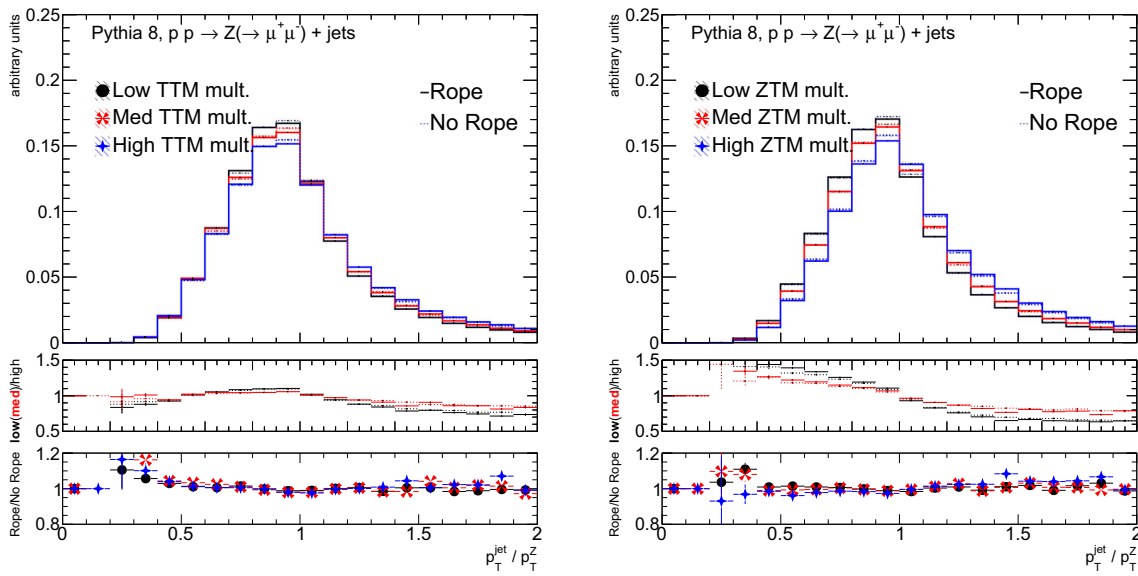 arbitrary units
0.25
0.2
0.15
0.1
0.05
Pythia 8, p p → Z(→ μ⁺μ⁻) + jets
Low TTM mult.
Med TTM mult.
High TTM mult.
Rope
No Rope
low(med)/high
1.5
1
0.5
Rope/No Rope
1.2
1
0.8
0 0.5 1 1.5 2
p_T^jet / p_T^Z
arbitrary units
0.25
0.2
0.15
0.1
0.05
Pythia 8, p p → Z(→ μ⁺μ⁻) + jets
Low ZTM mult.
Med ZTM mult.
High ZTM mult.
Rope
No Rope
low(med)/high
1.5
1
0.5
Rope/No Rope
1.2
1
0.8
0 0.5 1 1.5 2
p_T^jet / p_T^Z